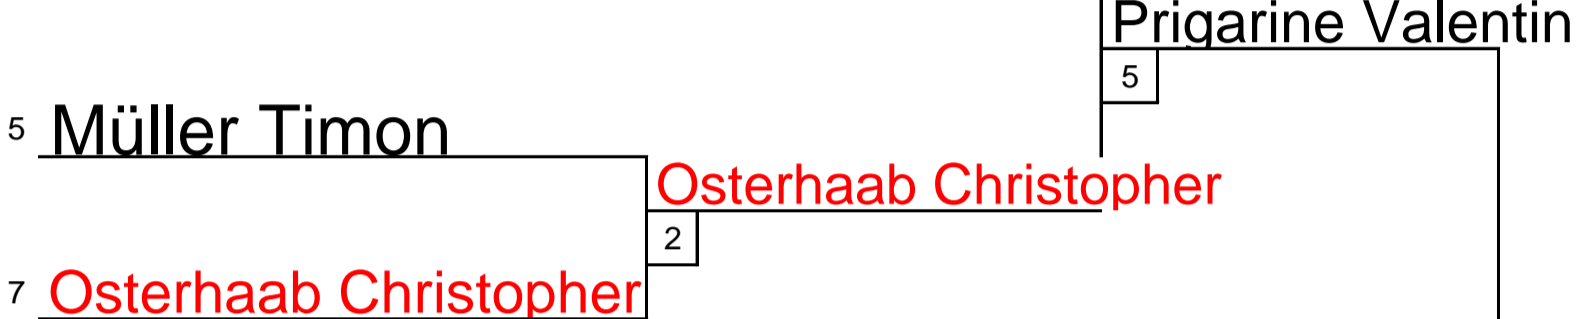 Prigarine Valentin
5
5 Müller Timon
Osterhaab Christopher
2
7 Osterhaab Christopher